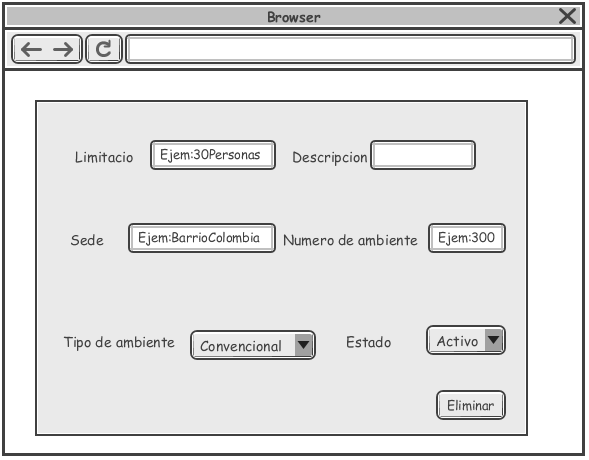 Browser
Limitacio Ejem:30Personas Descripcion
Sede Ejem:BarrioColombia Numero de ambiente Ejem:300
Tipo de ambiente Convencional Estado Activo
Eliminar